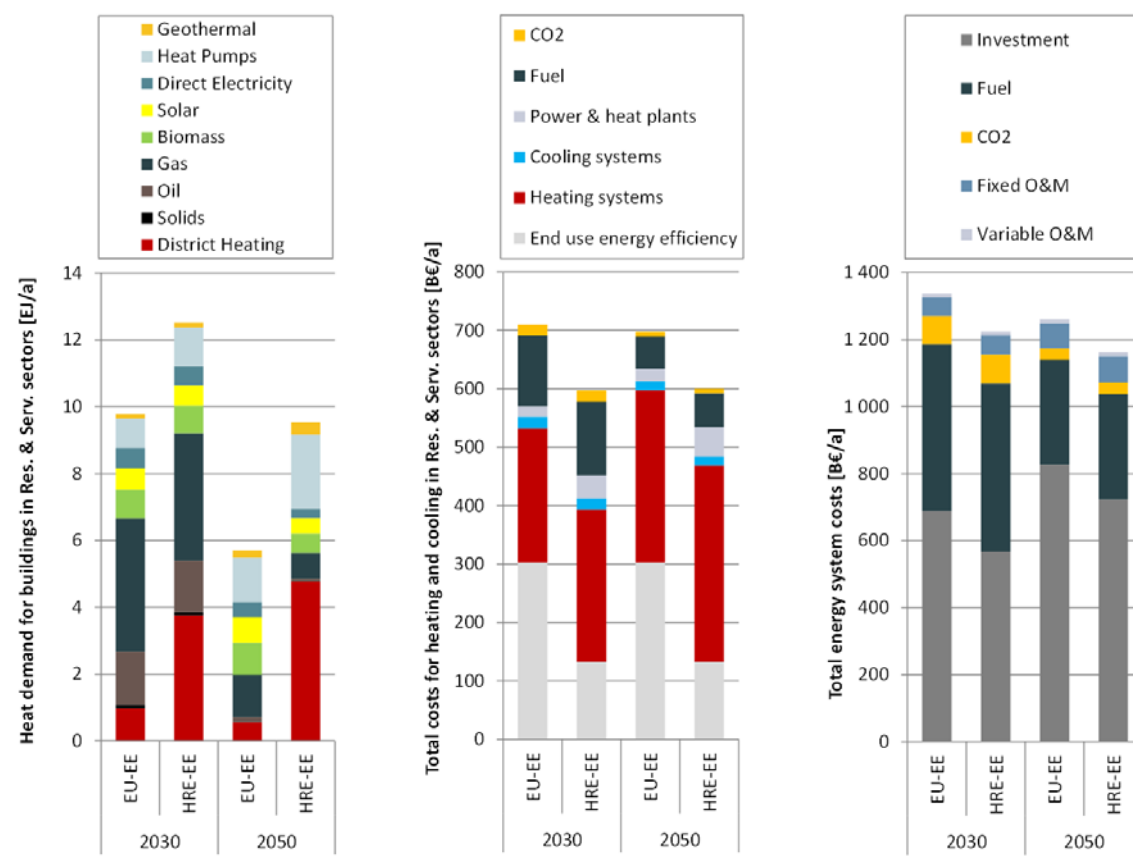 Geothermal
Heat Pumps
Direct Electricity
Solar
Biomass
Gas
Oil
Solids
District Heating
Heat demand for buildings in Res. & Serv. sectors [EJ/a]
14
12
10
8
6
4
2
0
EU-EE
HRE-EE
EU-EE
HRE-EE
2030
2050
CO2
Fuel
Power & heat plants
Cooling systems
Heating systems
End use energy efficiency
Total costs for heating and cooling in Res. & Serv. sectors [B€/a]
800
700
600
500
400
300
200
100
0
EU-EE
HRE-EE
EU-EE
HRE-EE
2030
2050
Investment
Fuel
CO2
Fixed O&M
Variable O&M
Total energy system costs [B€/a]
1 400
1 200
1 000
800
600
400
200
0
EU-EE
HRE-EE
EU-EE
HRE-EE
2030
2050